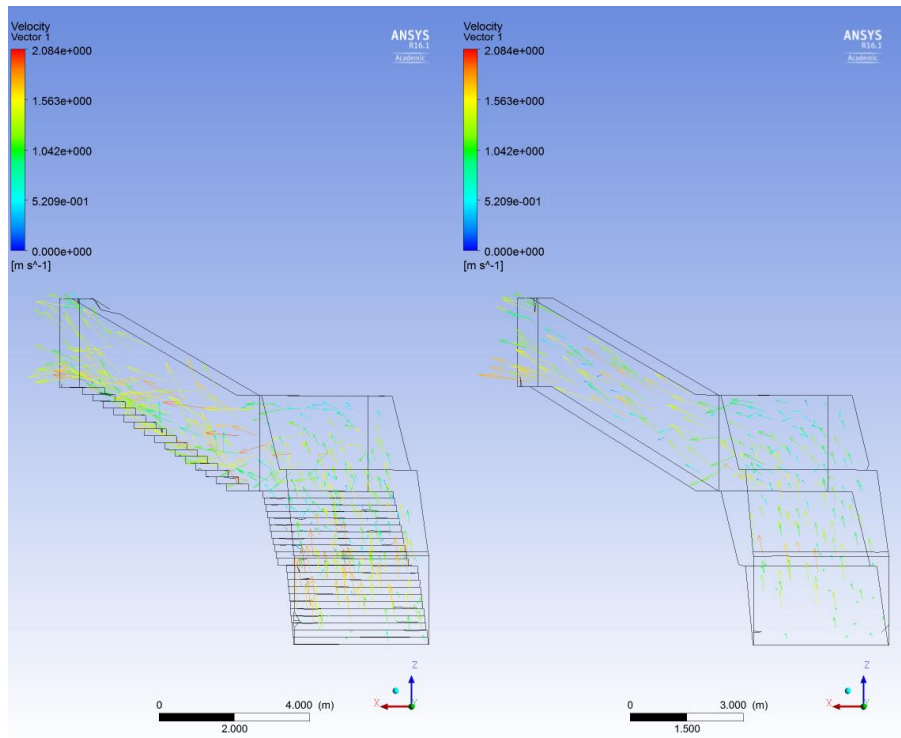 Velocity
Vector 1
2.084e+000
1.563e+000
1.042e+000
5.209e-001
0.000e+000
[m s^-1]
ANSYS
R16.1
Academic
0 4.000 (m)
2.000
Z
X
Y
Velocity
Vector 1
2.084e+000
1.563e+000
1.042e+000
5.209e-001
0.000e+000
[m s^-1]
ANSYS
R16.1
Academic
0 3.000 (m)
1.500
Z
X
Y